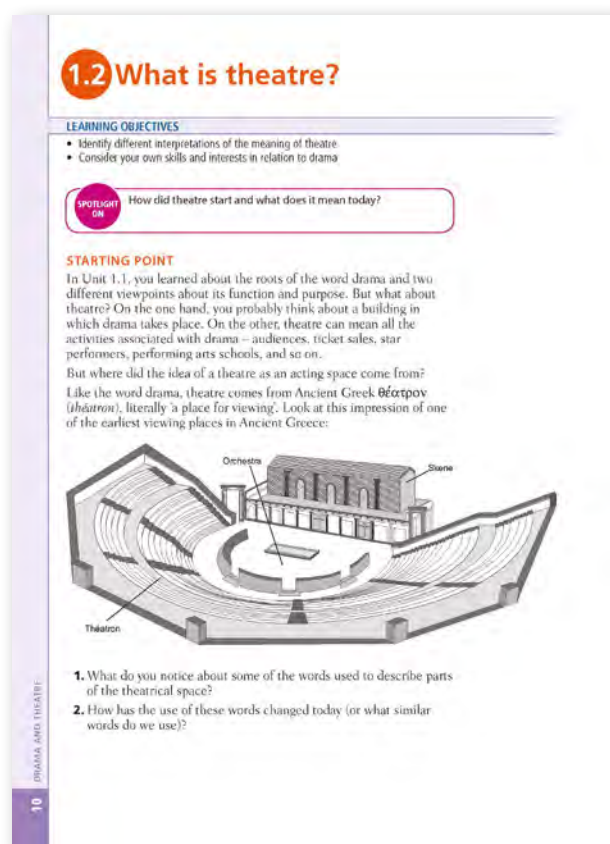 1.2 What is theatre?
LEARNING OBJECTIVES
• Identify different interpretations of the meaning of theatre
• Consider your own skills and interests in relation to drama
SPOTLIGHT
ON
How did theatre start and what does it mean today?
STARTING POINT
In Unit 1.1, you learned about the roots of the word drama and two
different viewpoints about its function and purpose. But what about
theatre? On the one hand, you probably think about a building in
which drama takes place. On the other, theatre can mean all the
activities associated with drama – audiences, ticket sales, star
performers, performing arts schools, and so on.
But where did the idea of a theatre as an acting space come from?
Like the word drama, theatre comes from Ancient Greek θέατρον
(théatron), literally 'a place for viewing'. Look at this impression of one
of the earliest viewing places in Ancient Greece:
Orchestra
Skene
Théatron
1. What do you notice about some of the words used to describe parts
of the theatrical space?
2. How has the use of these words changed today (or what similar
words do we use)?
DRAMA AND THEATRE
10